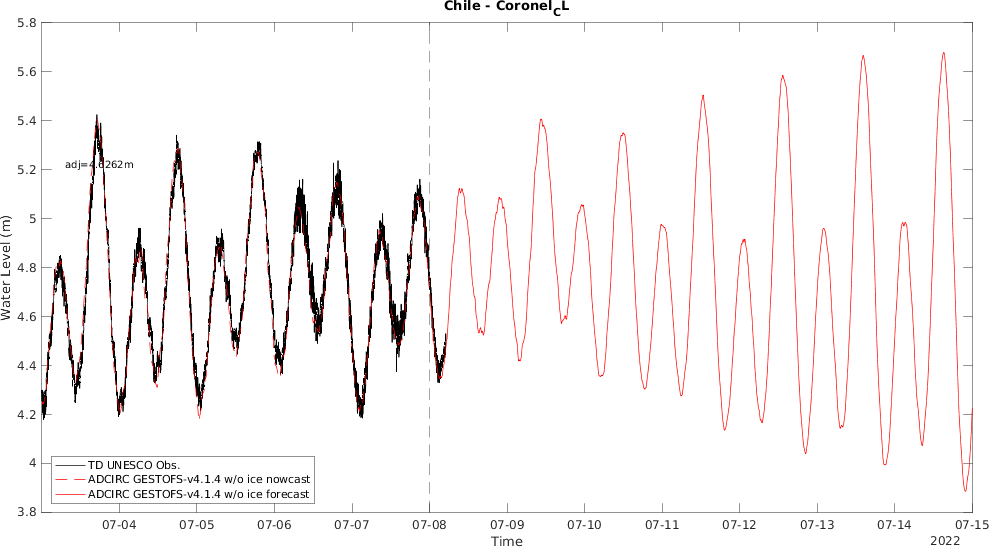 Chile - Coronel_CL
5.8
5.6
5.4
5.2
5
4.8
4.6
4.4
4.2
4
3.8
Water Level (m)
adj=4.6262m
TD UNESCO Obs.
ADCIRC GESTOFS-v4.1.4 w/o ice nowcast
ADCIRC GESTOFS-v4.1.4 w/o ice forecast
07-04 07-05 07-06 07-07 07-08 07-09 07-10 07-11 07-12 07-13 07-14 07-15
Time
2022